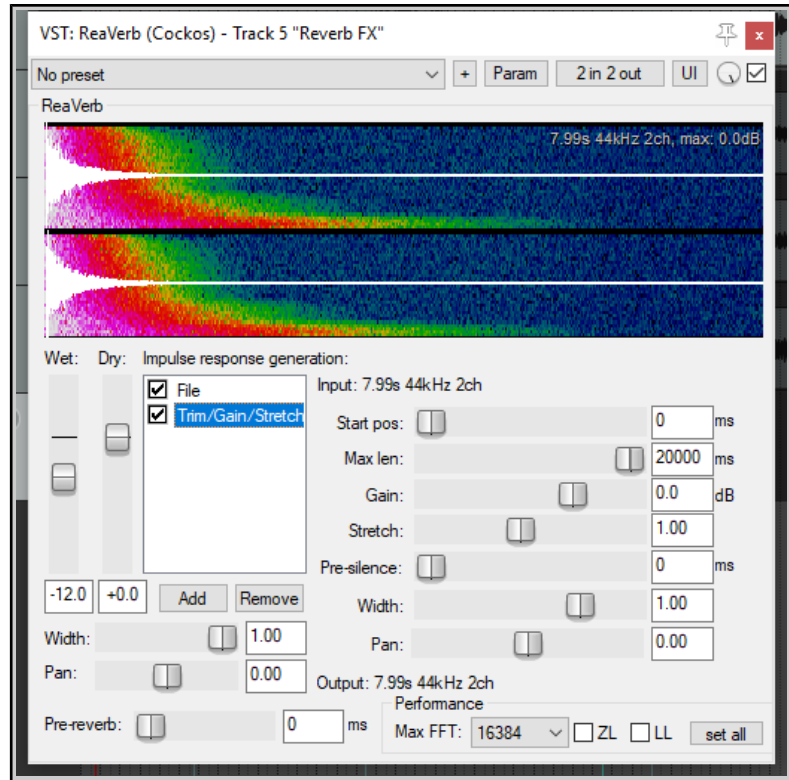 VST: ReaVerb (Cockos) - Track 5 "Reverb FX"
x
No preset
+
Param
2 in 2 out
UI
ReaVerb
7.99s 44kHz 2ch, max: 0.0dB
Wet: Dry: Impulse response generation:
File
Trim/Gain/Stretch
Input: 7.99s 44kHz 2ch
Start pos: 0 ms
Max len: 20000 ms
Gain: 0.0 dB
Stretch: 1.00
Pre-silence: 0 ms
Width: 1.00
Pan: 0.00
-12.0 +0.0 Add Remove
Width: 1.00
Pan: 0.00
Output: 7.99s 44kHz 2ch
Pre-reverb: 0 ms
Performance
Max FFT: 16384 ZL LL set all